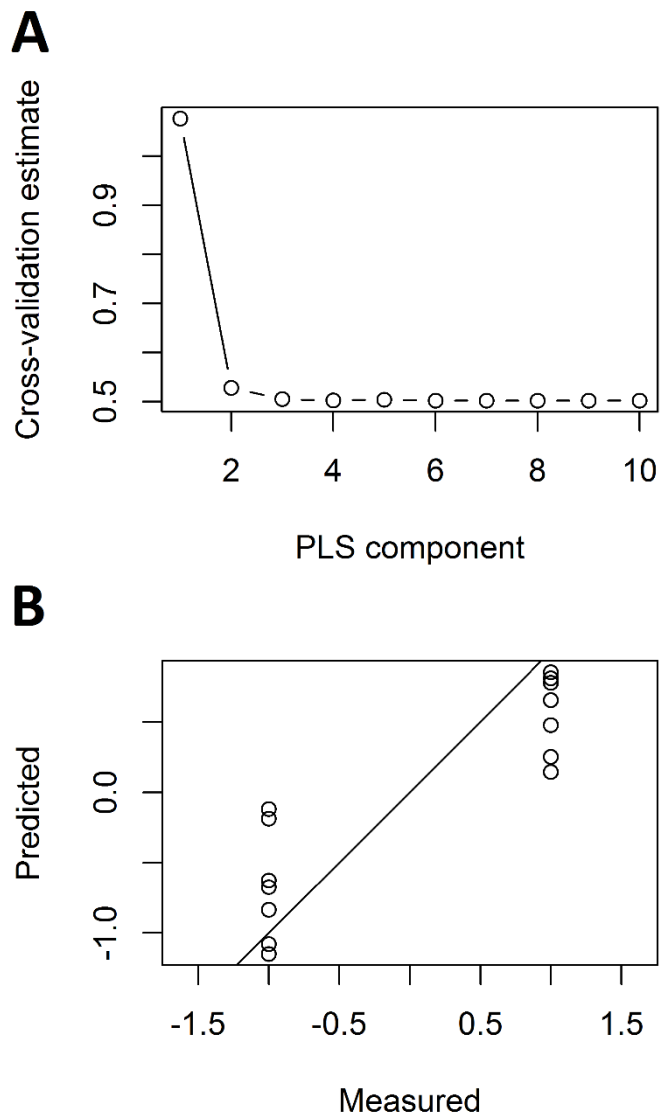 A
Cross-validation estimate
0.9
0.7
0.5
2 4 6 8 10
PLS component
B
Predicted
0.0
-1.0
-1.5 -0.5 0.5 1.5
Measured